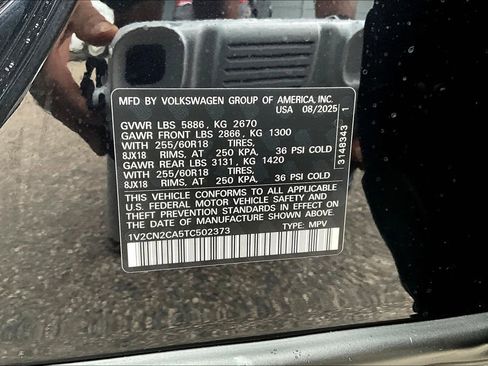 MFD BY VOLKSWAGEN GROUP OF AMERICA, INC.
USA 08/2025
GVWR LBS 5886, KG 2670
GAWR FRONT LBS 2866, KG 1300
WITH 255/60R18 36 PSI COLD
8JX18 RIMS, AT 250 KPA,
GAWR REAR LBS 3131, KG 1420
WITH 255/60R18 36 PSI COLD
8JX18 RIMS, AT 250 KPA,
THIS VEHICLE CONFORMS TO ALL APPLICABLE
U.S. FEDERAL MOTOR VEHICLE SAFETY AND
THEFT PREVENTION STANDARDS IN EFFECT ON
THE DATE OF MANUFACTURE SHOWN ABOVE.
1V2CN2CA5TC502373 TYPE: MPV
3148343 1